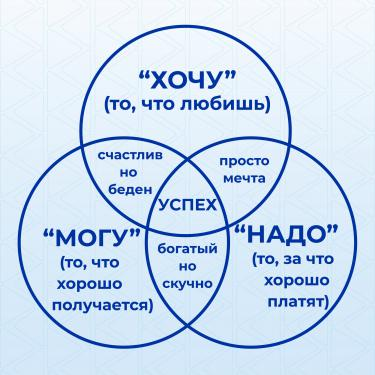 “ХОЧУ”
(то, что любишь)
счастлив
но
беден
просто
мечта
УСПЕХ
“МОГУ”
(то, что
хорошо
получается)
богатый
но
скучно
“НАДО”
(то, за что
хорошо
платят)